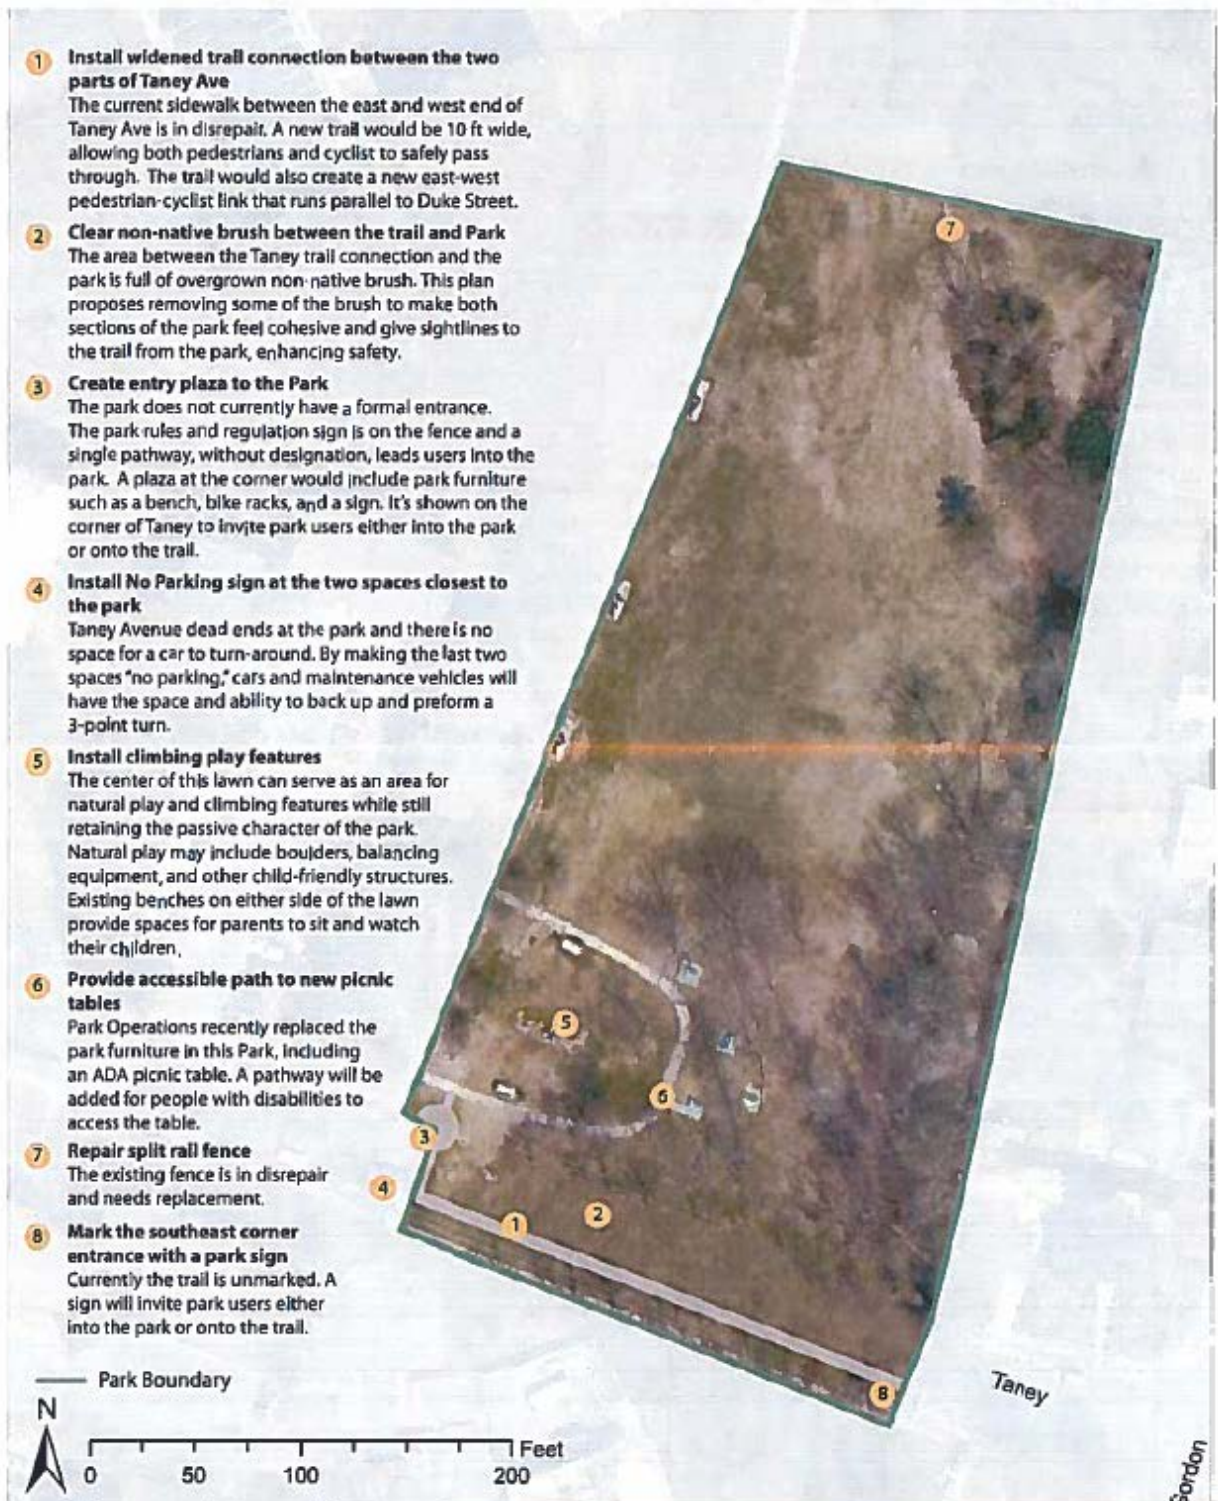 1 Install widened trail connection between the two
parts of Taney Ave
The current sidewalk between the east and west end of
Taney Ave is in disrepair. A new trail would be 10 ft wide,
allowing both pedestrians and cyclist to safely pass
through. The trail would also create a new east-west
pedestrian-cyclist link that runs parallel to Duke Street.
2 Clear non-native brush between the trail and Park
The area between the Taney trail connection and the
park is full of overgrown non-native brush. This plan
proposes removing some of the brush to make both
sections of the park feel cohesive and give sightlines to
the trail from the park, enhancing safety.
3 Create entry plaza to the Park
The park does not currently have a formal entrance.
The park rules and regulation sign is on the fence and a
single pathway, without designation, leads users into the
park. A plaza at the corner would include park furniture
such as a bench, bike racks, and a sign. It's shown on the
corner of Taney to invite park users either into the park
or onto the trail.
4 Install No Parking sign at the two spaces closest to
the park
Taney Avenue dead ends at the park and there is no
space for a car to turn-around. By making the last two
spaces "no parking," cars and maintenance vehicles will
have the space and ability to back up and preform a
3-point turn.
5 Install climbing play features
The center of this lawn can serve as an area for
natural play and climbing features while still
retaining the passive character of the park.
Natural play may include boulders, balancing
equipment, and other child-friendly structures.
Existing benches on either side of the lawn
provide spaces for parents to sit and watch
their children.
6 Provide accessible path to new picnic
tables
Park Operations recently replaced the
park furniture in this Park, including
an ADA picnic table. A pathway will be
added for people with disabilities to
access the table.
7 Repair split rail fence
The existing fence is in disrepair
and needs replacement.
8 Mark the southeast corner
entrance with a park sign
Currently the trail is unmarked. A
sign will invite park users either
into the park or onto the trail.
Park Boundary
N
Feet
0 50 100 200
7
5
6
3
4
1
2
8
Taney
Gordon